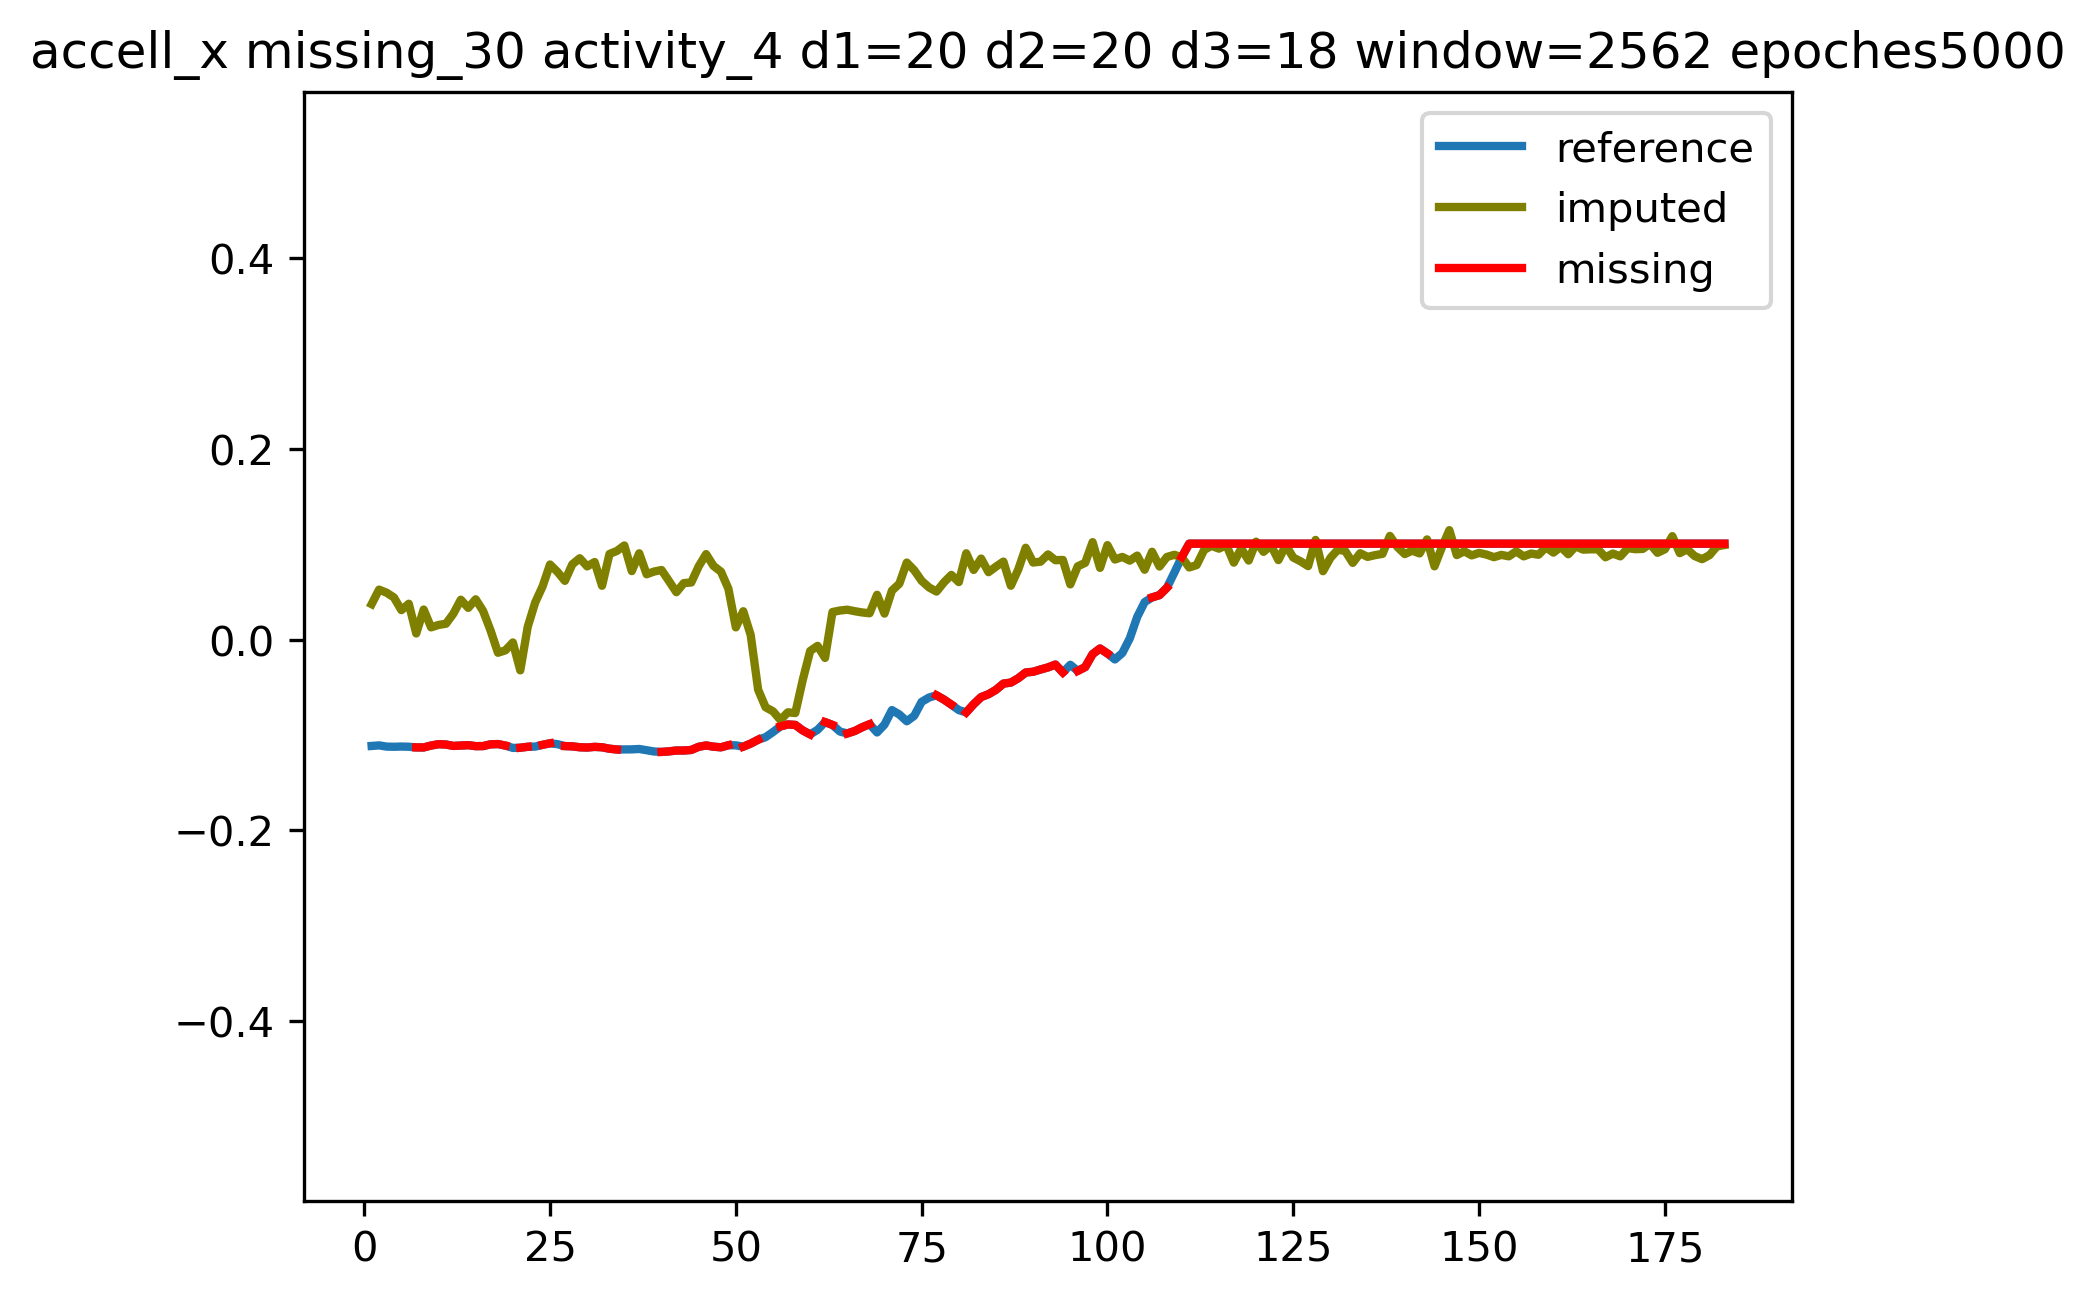 accell_x missing_30 activity_4 d1=20 d2=20 d3=18 window=2562 epoches5000
reference
imputed
missing
0.4
0.2
0.0
−0.2
−0.4
0 25 50 75 100 125 150 175